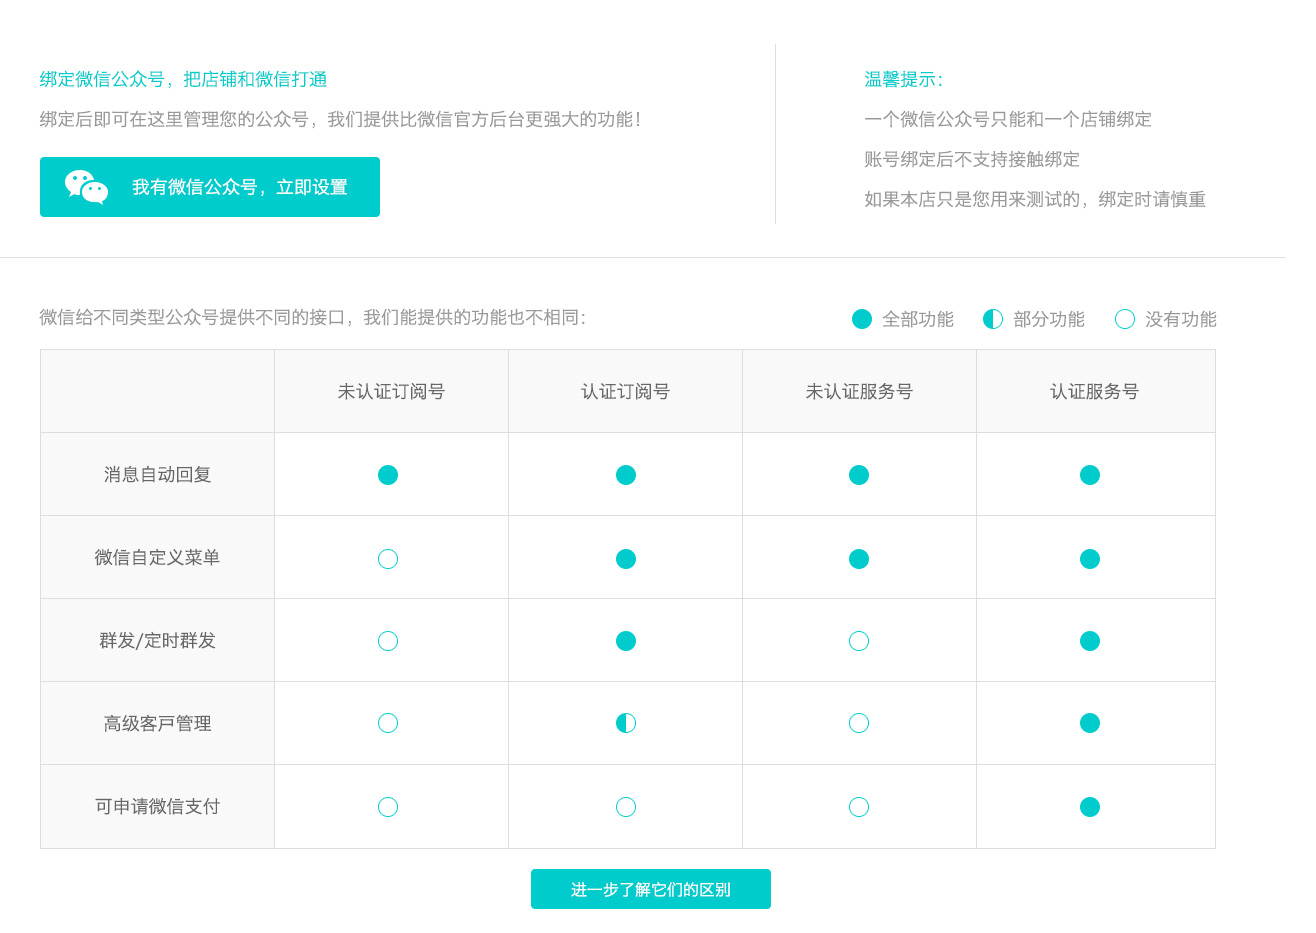 绑定微信公众号，把店铺和微信打通
绑定后即可在这里管理您的公众号，我们提供比微信官方后台更强大的功能！
我有微信公众号，立即设置
温馨提示：
一个微信公众号只能和一个店铺绑定
账号绑定后不支持接触绑定
如果本店只是您用来测试的，绑定时请慎重
微信给不同类型公众号提供不同的接口，我们能提供的功能也不相同：
全部功能 部分功能 没有功能
未认证订阅号 认证订阅号 未认证服务号 认证服务号
消息自动回复
微信自定义菜单
群发/定时群发
高级客戸管理
可申请微信支付
进一步了解它们的区别